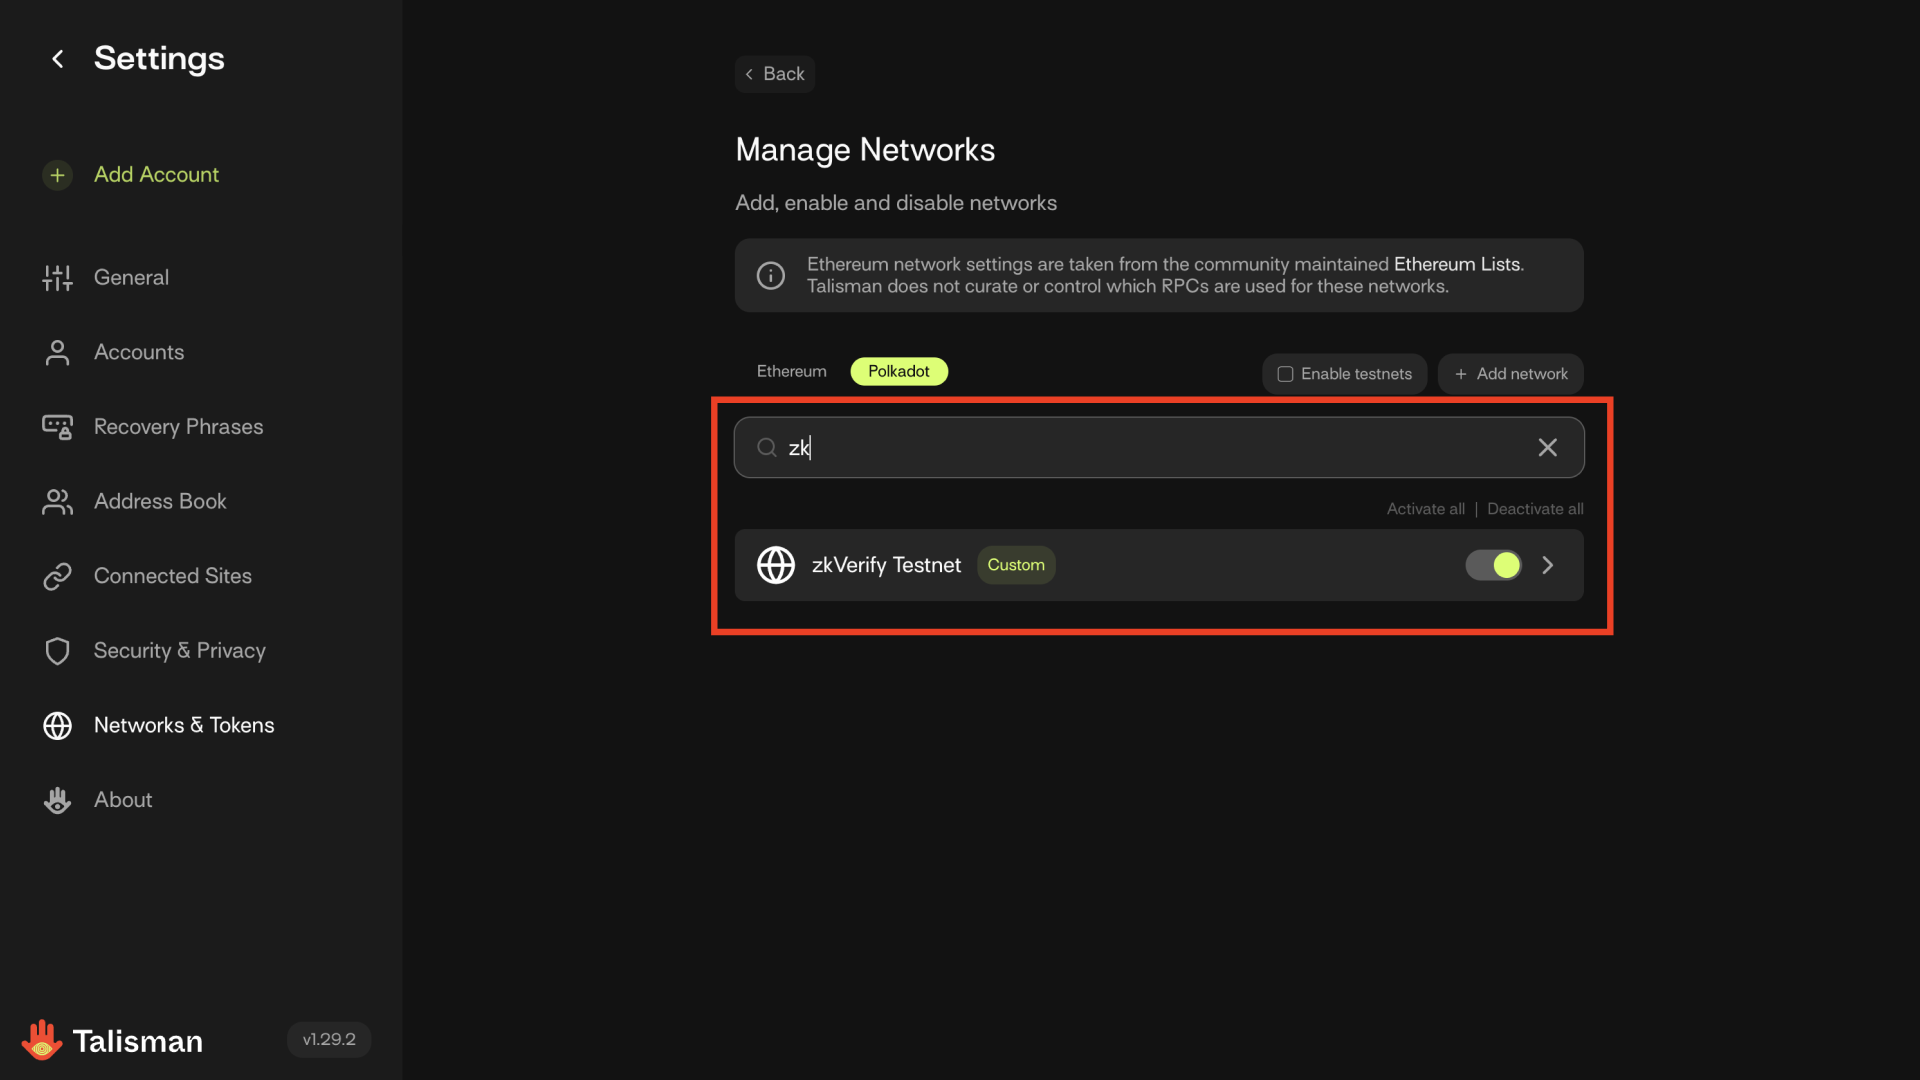 Settings
Add Account
General
Accounts
Recovery Phrases
Address Book
Connected Sites
Security & Privacy
Networks & Tokens
About
Talisman
v1.29.2
Back
Manage Networks
Add, enable and disable networks
Ethereum network settings are taken from the community maintained Ethereum Lists.
Talisman does not curate or control which RPCs are used for these networks.
Ethereum Polkadot Enable testnets + Add network
zk
Activate all | Deactivate all
zkVerify Testnet Custom